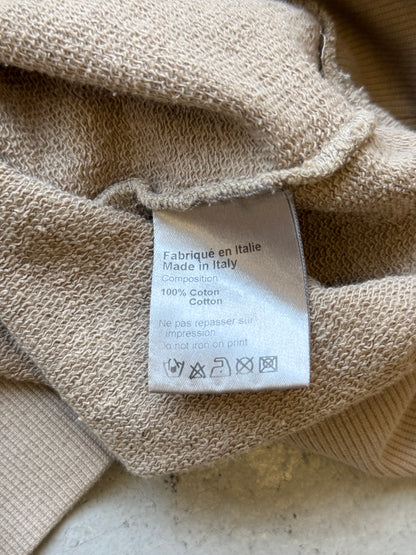 Fabriqué en Italie
Made in Italy
Composition
100% Coton
Cotton
Ne pas repasser sur
impression
Do not iron on print